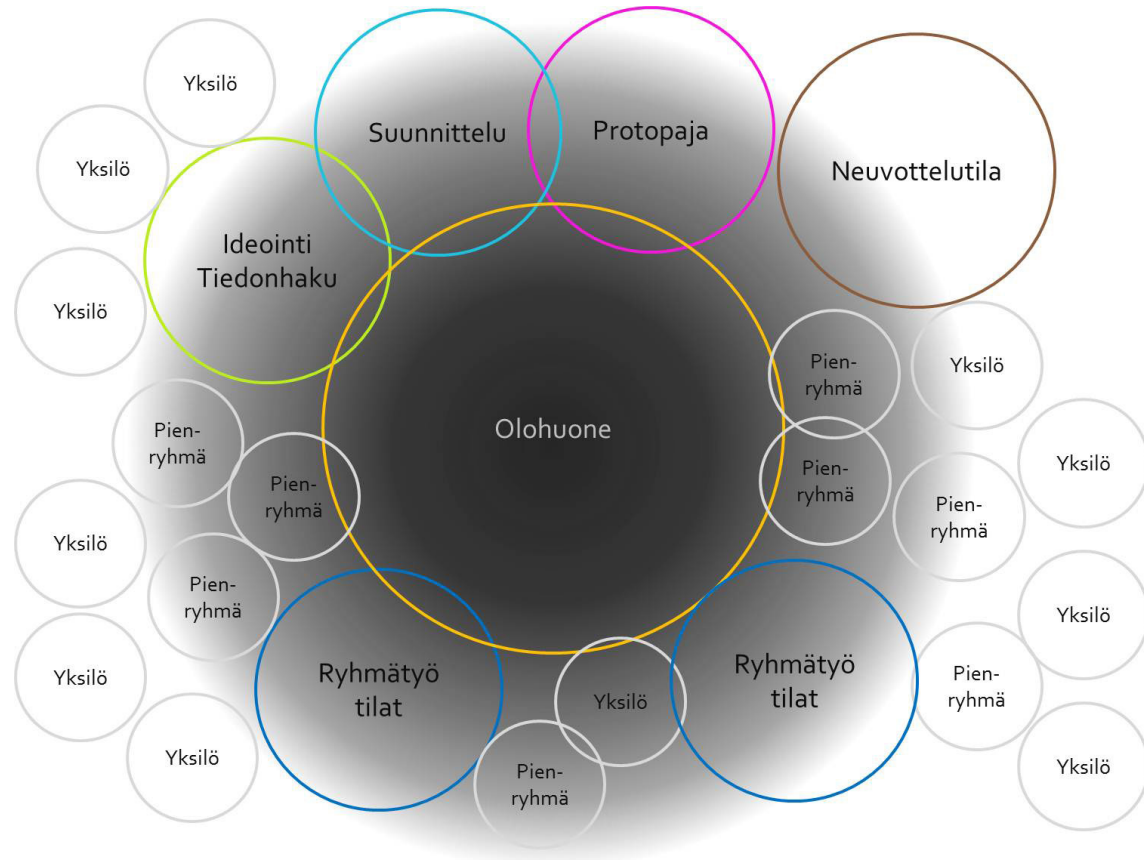 Yksilö
Suunnittelu
Protopaja
Yksilö
Neuvottelutila
Ideointi
Tiedonhaku
Yksilö
Pien-
ryhmä
Yksilö
Olohuone
Pien-
ryhmä
Pien-
ryhmä
Yksilö
Pien-
ryhmä
Pien-
ryhmä
Yksilö
Pien-
ryhmä
Yksilö
Yksilö
Ryhmätyö
tilat
Ryhmätyö
tilat
Pien-
ryhmä
Yksilö
Yksilö
Pien-
ryhmä
Yksilö